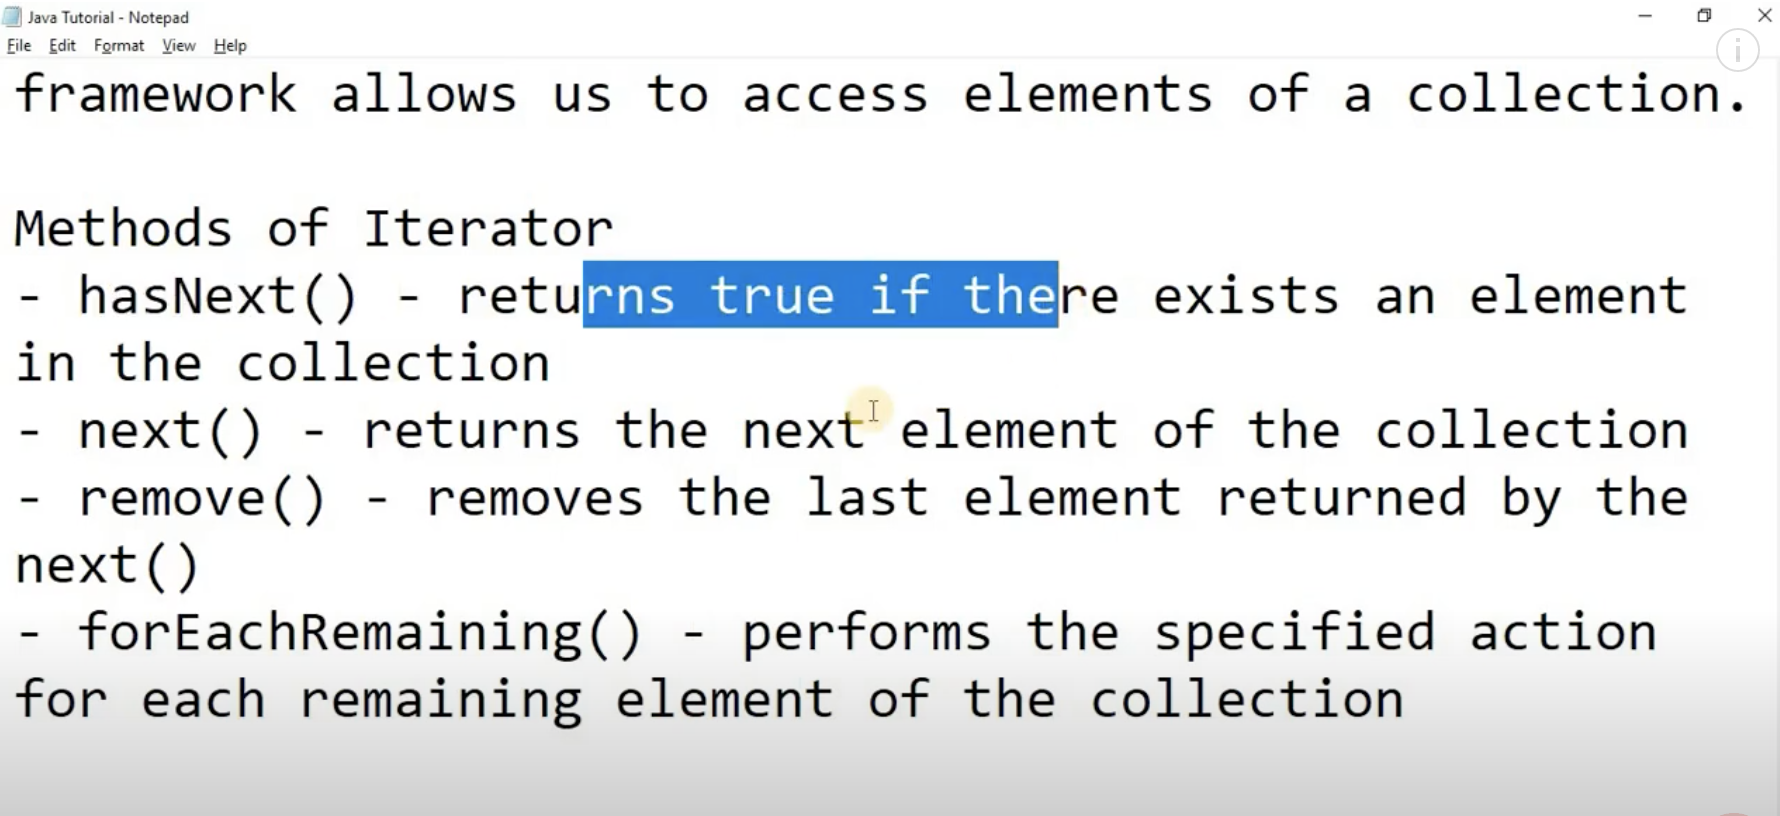 Java Tutorial - Notepad
File Edit Format View Help
framework allows us to access elements of a collection.
Methods of Iterator
- hasNext() - returns true if there exists an element
in the collection
- next() - returns the next element of the collection
- remove() - removes the last element returned by the
next()
- forEachRemaining() - performs the specified action
for each remaining element of the collection